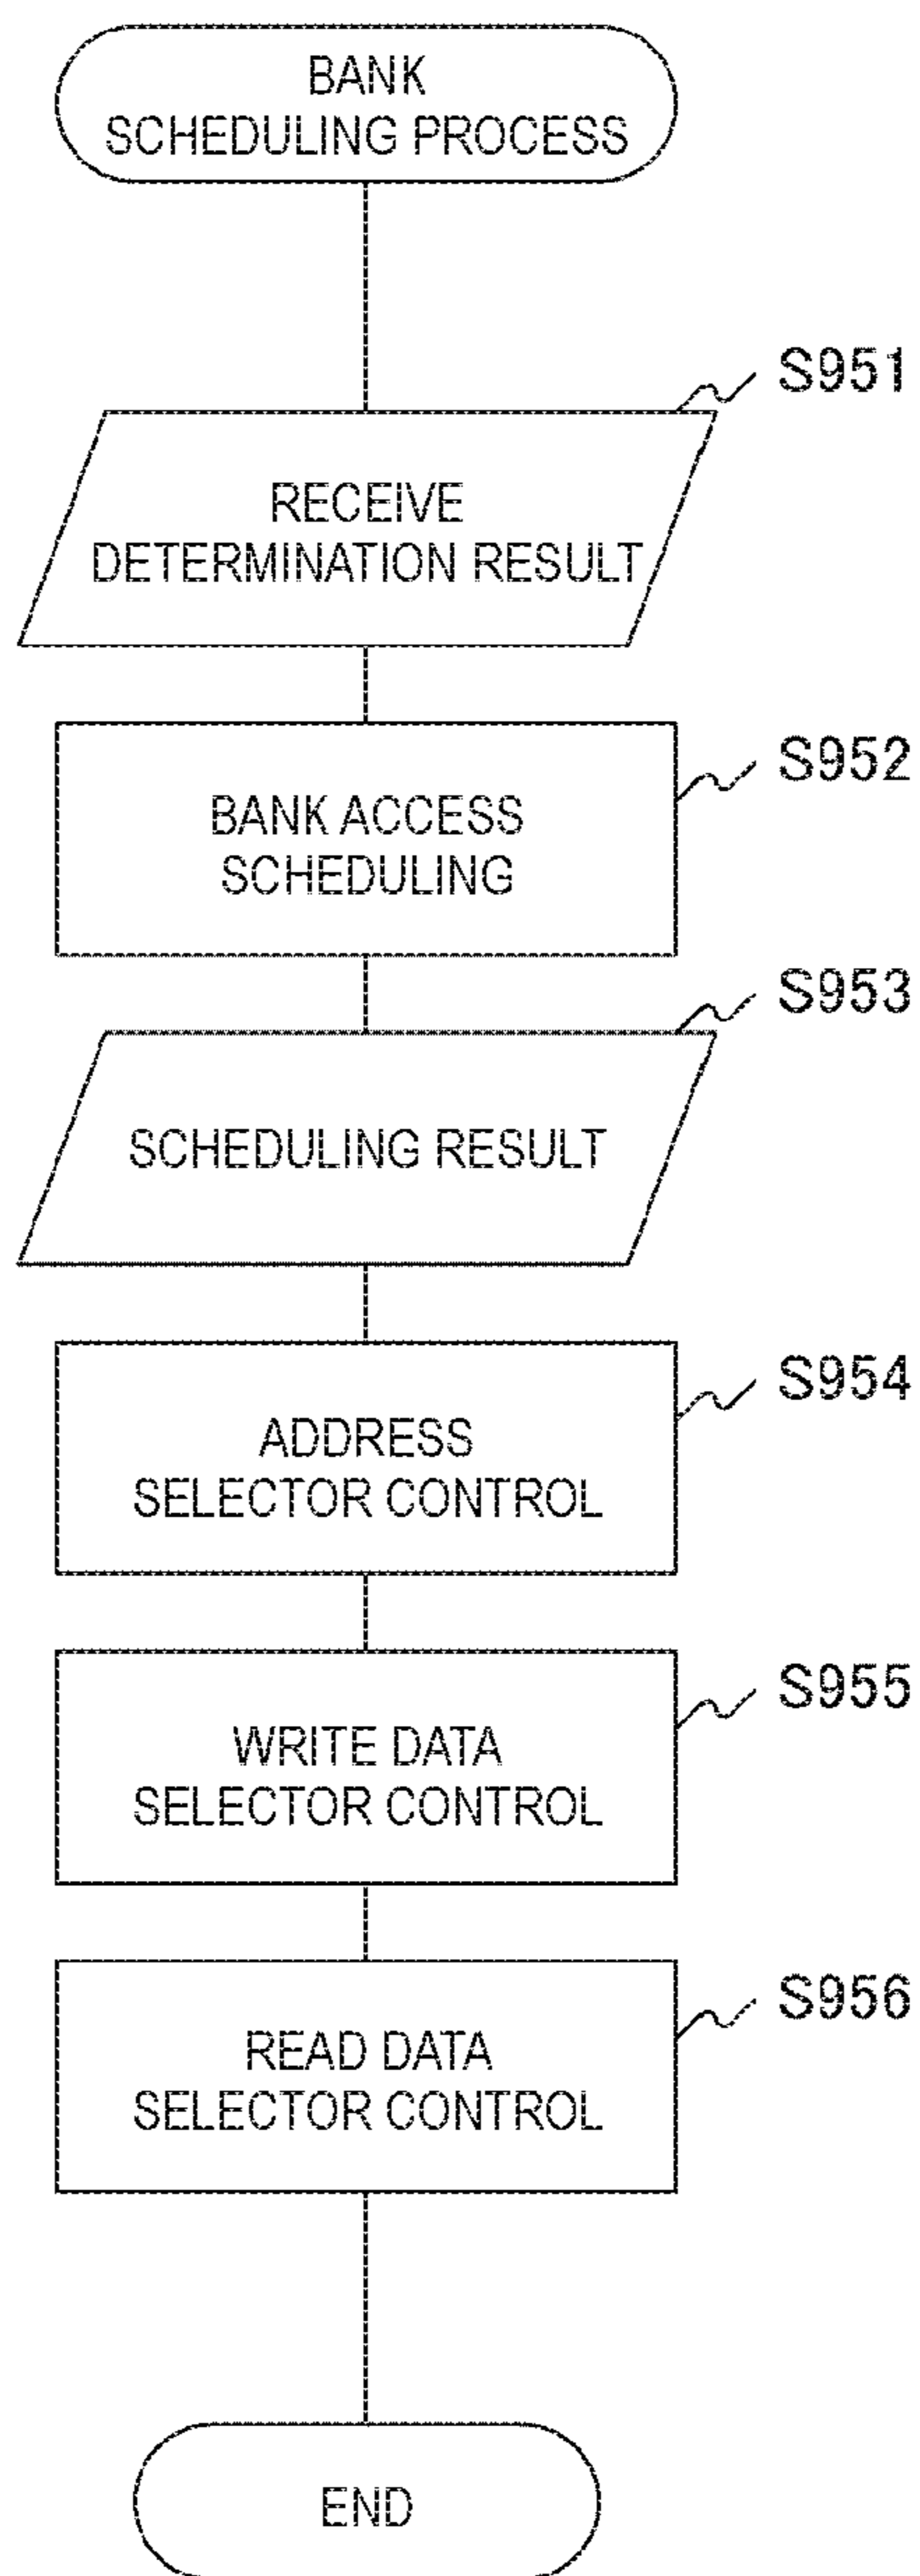 BANK
SCHEDULING PROCESS
S951
RECEIVE
DETERMINATION RESULT
S952
BANK ACCESS
SCHEDULING
S953
SCHEDULING RESULT
S954
ADDRESS
SELECTOR CONTROL
S955
WRITE DATA
SELECTOR CONTROL
S956
READ DATA
SELECTOR CONTROL
END